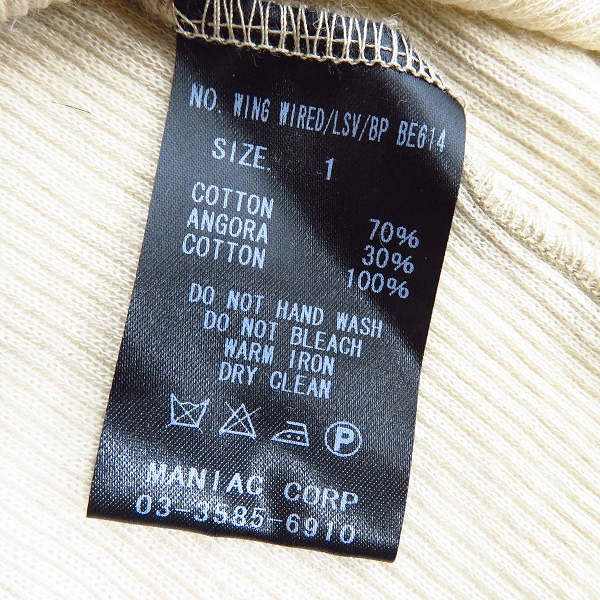 NO. WING WIRED/LSV/BP BE614
SIZE. 1
COTTON 70%
ANGORA 30%
COTTON 100%
DO NOT HAND WASH
DO NOT BLEACH
WARM IRON
DRY CLEAN
P
MANIAC CORP
03-3585-6910